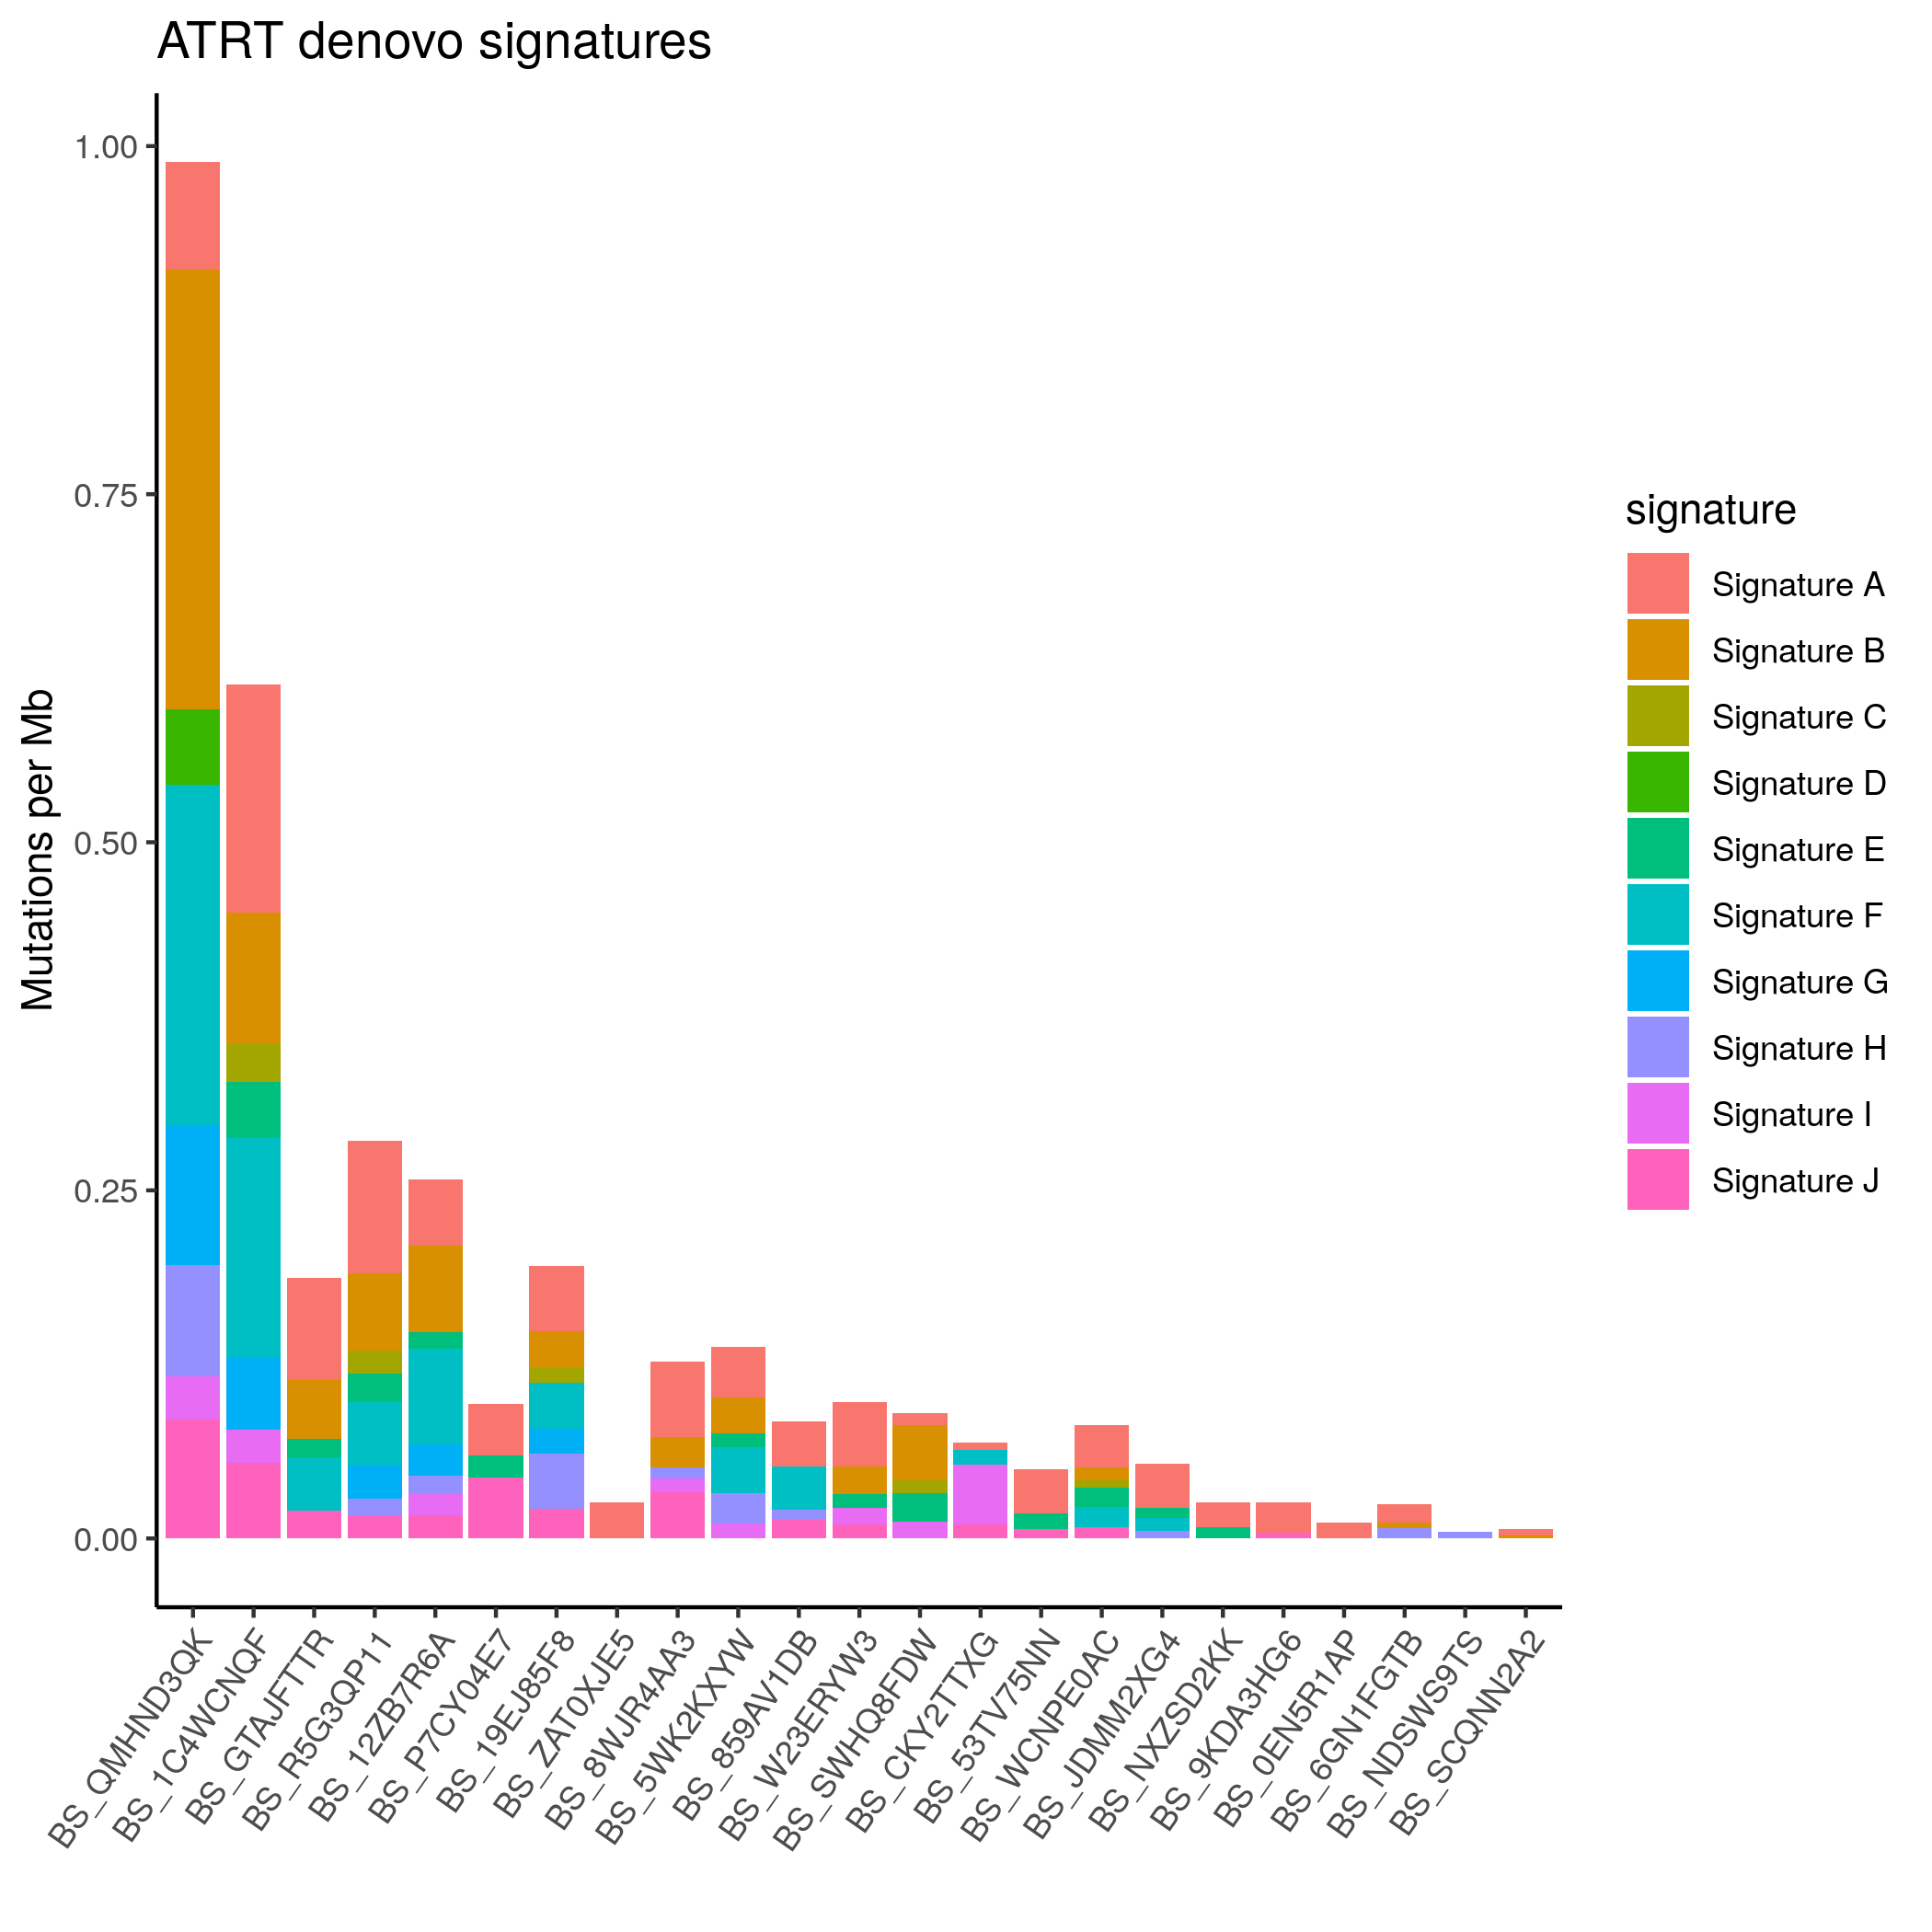 ATRT denovo signatures
Mutations per Mb
1.00
0.75
0.50
0.25
0.00
BS_QMHND3QK
BS_1C4WCNQF
BS_GTAJFTTR
BS_R5G3QP11
BS_12ZB7R6A
BS_P7CY04E7
BS_19EJ85F8
BS_ZAT0XJE5
BS_8WJR4AA3
BS_5WK2KXYW
BS_859AV1DB
BS_W23ERYW3
BS_SWHQ8FDW
BS_CKY2TTXG
BS_53TV75NN
BS_WCNPE0AC
BS_JDMM2XG4
BS_NXZSD2KK
BS_9KDA3HG6
BS_0EN5R1AP
BS_6GN1FGTB
BS_NDSWS9TS
BS_SCQNN2A2
signature
Signature A
Signature B
Signature C
Signature D
Signature E
Signature F
Signature G
Signature H
Signature I
Signature J